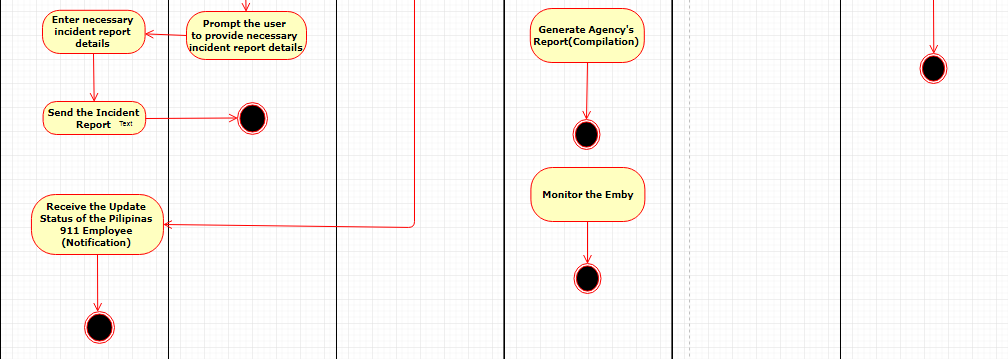 Enter necessary
incident report
details
Prompt the user
to provide necessary
incident report details
Generate Agency's
Report(Compilation)
Send the Incident
Report
Text
Monitor the Emby
Receive the Update
Status of the Pilipinas
911 Employee
(Notification)